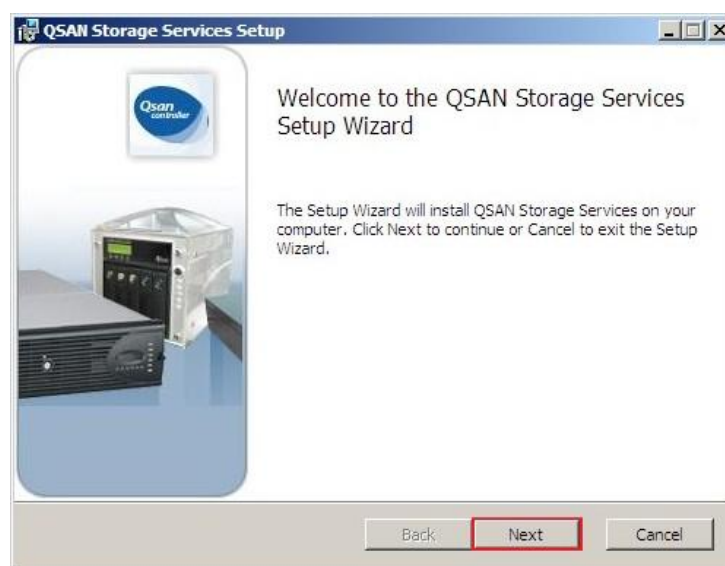 QSAN Storage Services Setup
Qsan
controller
Welcome to the QSAN Storage Services
Setup Wizard
The Setup Wizard will install QSAN Storage Services on your
computer. Click Next to continue or Cancel to exit the Setup
Wizard.
Back
Next
Cancel